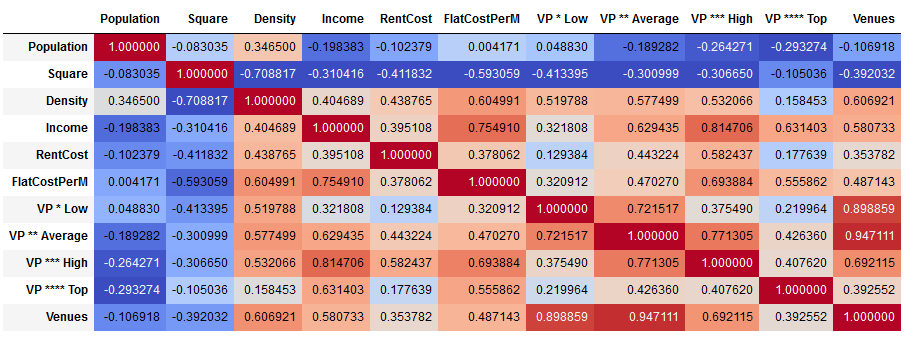 Population Square Density Income RentCost FlatCostPerM VP * Low VP ** Average VP *** High VP **** Top Venues
Population 1.000000 -0.083035 0.346500 -0.198383 -0.102379 0.004171 0.048830 -0.189282 -0.264271 -0.293274 -0.106918
Square -0.083035 1.000000 -0.708817 -0.310416 -0.411832 -0.593059 -0.413395 -0.300999 -0.306650 -0.105036 -0.392032
Density 0.346500 -0.708817 1.000000 0.404689 0.438765 0.604991 0.519788 0.577499 0.532066 0.158453 0.606921
Income -0.198383 -0.310416 0.404689 1.000000 0.395108 0.754910 0.321808 0.629435 0.814706 0.631403 0.580733
RentCost -0.102379 -0.411832 0.438765 0.395108 1.000000 0.378062 0.129384 0.443224 0.582437 0.177639 0.353782
FlatCostPerM 0.004171 -0.593059 0.604991 0.754910 0.378062 1.000000 0.320912 0.470270 0.693884 0.555862 0.487143
VP * Low 0.048830 -0.413395 0.519788 0.321808 0.129384 0.320912 1.000000 0.721517 0.375490 0.219964 0.898859
VP ** Average -0.189282 -0.300999 0.577499 0.629435 0.443224 0.470270 0.721517 1.000000 0.771305 0.426360 0.947111
VP *** High -0.264271 -0.306650 0.532066 0.814706 0.582437 0.693884 0.375490 0.771305 1.000000 0.407620 0.692115
VP **** Top -0.293274 -0.105036 0.158453 0.631403 0.177639 0.555862 0.219964 0.426360 0.407620 1.000000 0.392552
Venues -0.106918 -0.392032 0.606921 0.580733 0.353782 0.487143 0.898859 0.947111 0.692115 0.392552 1.000000